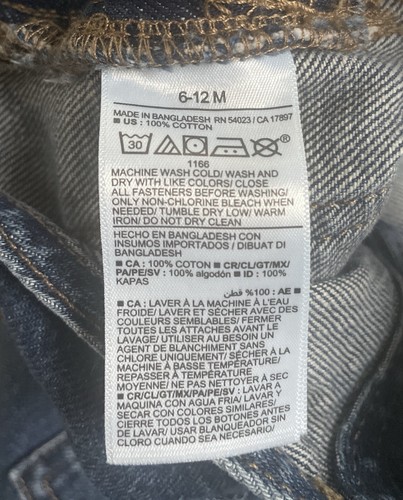 6-12 M
MADE IN BANGLADESH RN 54023 / CA 17897
■ US : 100% COTTON
30 ®
1166
MACHINE WASH COLD/ WASH AND
DRY WITH LIKE COLORS/ CLOSE
ALL FASTENERS BEFORE WASHING/
ONLY NON-CHLORINE BLEACH WHEN
NEEDED/ TUMBLE DRY LOW/ WARM
IRON/ DO NOT DRY CLEAN
HECHO EN BANGLADESH CON
INSUMOS IMPORTADOS / DIBUAT DI
BANGLADESH
■ CA : 100% COTON ■ CR/CL/GT/MX/
PA/PE/SV : 100% algodón ■ ID : 100%
KAPAS
■ AE : 100% قطن
■ CA : LAVER À LA MACHINE À L'EAU
FROIDE/ LAVER ET SÉCHER AVEC DES
COULEURS SEMBLABLES/ FERMER
TOUTES LES ATTACHES AVANT LE
LAVAGE/ UTILISER AU BESOIN UN
AGENT DE BLANCHIMENT SANS
CHLORE UNIQUEMENT/ SÉCHER À LA
MACHINE À BASSE TEMPÉRATURE/
REPASSER À TEMPÉRATURE
MOYENNE/ NE PAS NETTOYER À SEC
■ CR/CL/GT/MX/PA/PE/SV : LAVAR A
MAQUINA CON AGUA FRIA/ LAVAR Y
SECAR CON COLORES SIMILARES/
CIERRE TODOS LOS BOTONES ANTES
DE LAVAR/ USAR BLANQUEADOR SIN
CLORO CUANDO SEA NECESARIO/